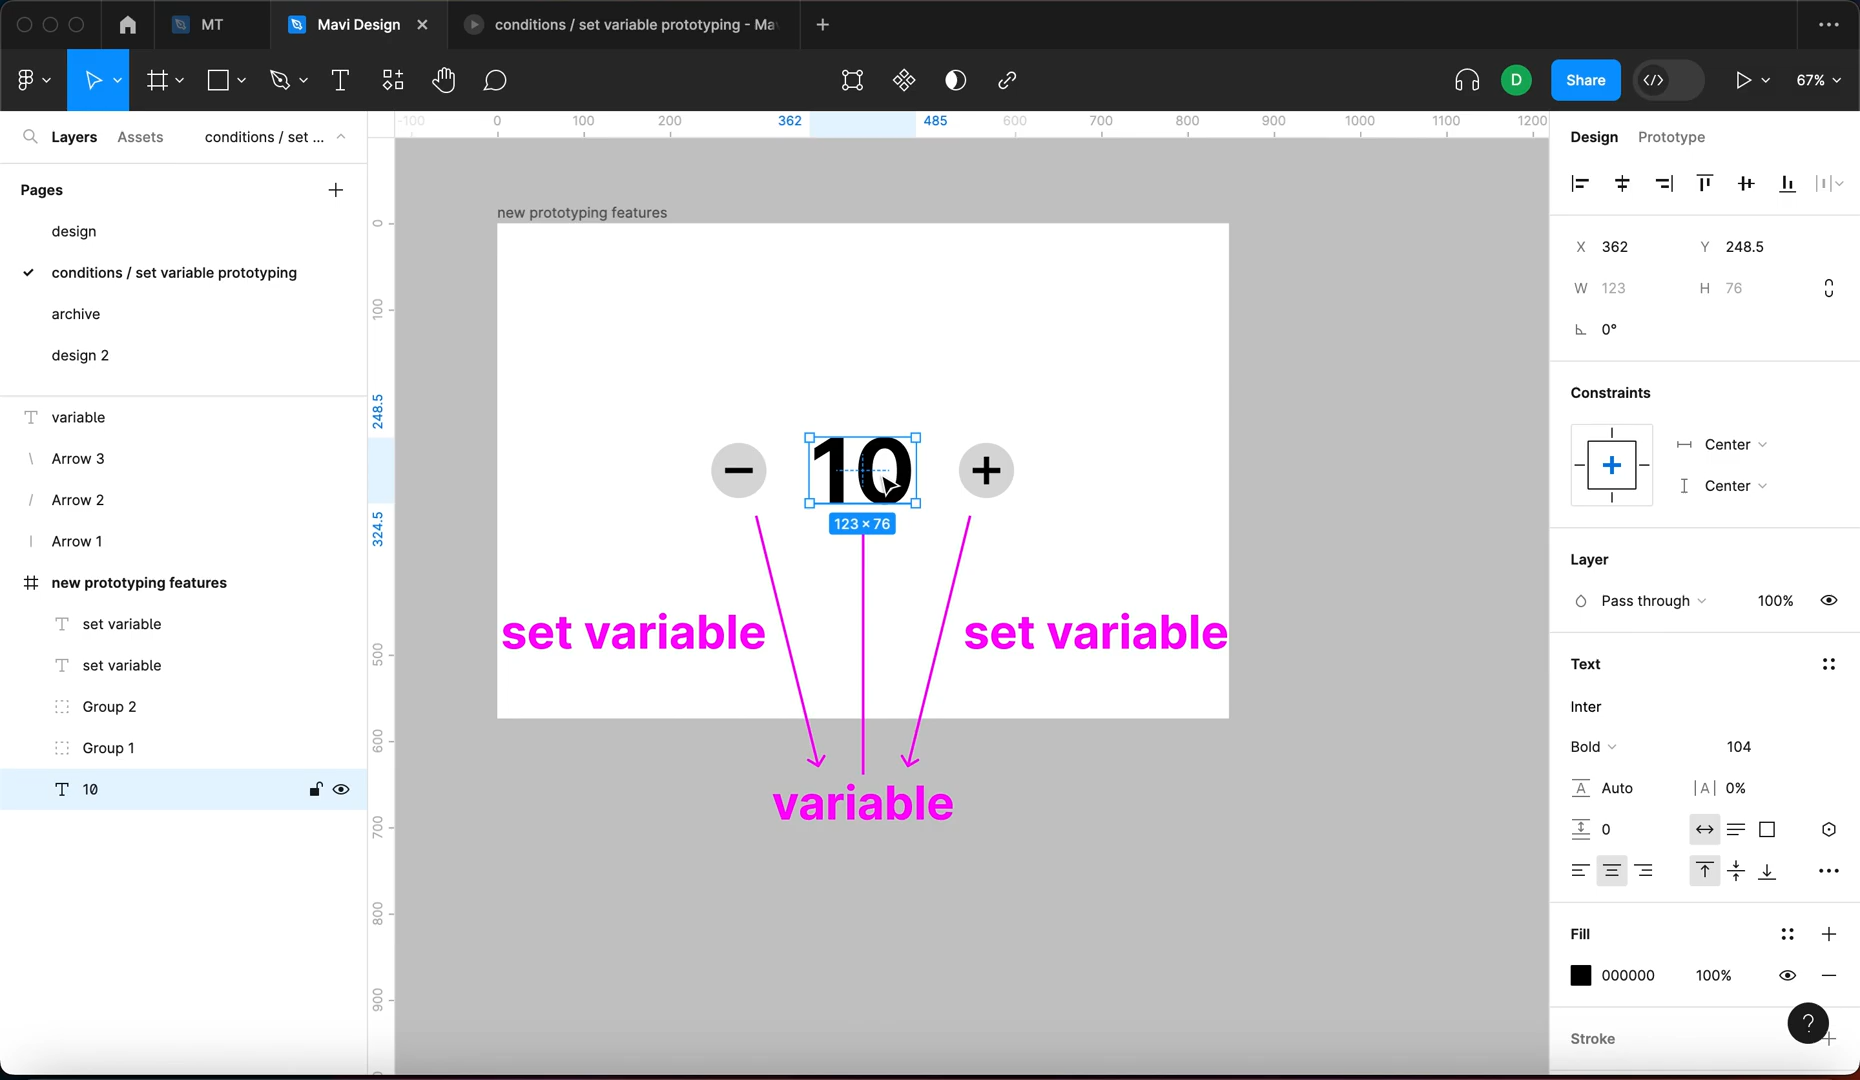 MT
Mavi Design
conditions / set variable prototyping - Ma
Share
67%
D
Layers
Assets
conditions / set ...
-100
0
100
200
362
485
600
700
800
900
1000
1100
1200
Design
Prototype
Pages
design
conditions / set variable prototyping
archive
design 2
variable
Arrow 3
Arrow 2
Arrow 1
new prototyping features
set variable
set variable
Group 2
Group 1
10
0
100
248.5
324.5
500
600
700
800
900
new prototyping features
10
123 × 76
set variable
set variable
variable
X 362
Y 248.5
W 123
H 76
0°
Constraints
Center
Center
Layer
Pass through
100%
Text
Inter
Bold
104
Auto
0%
0
Fill
000000
100%
Stroke
?